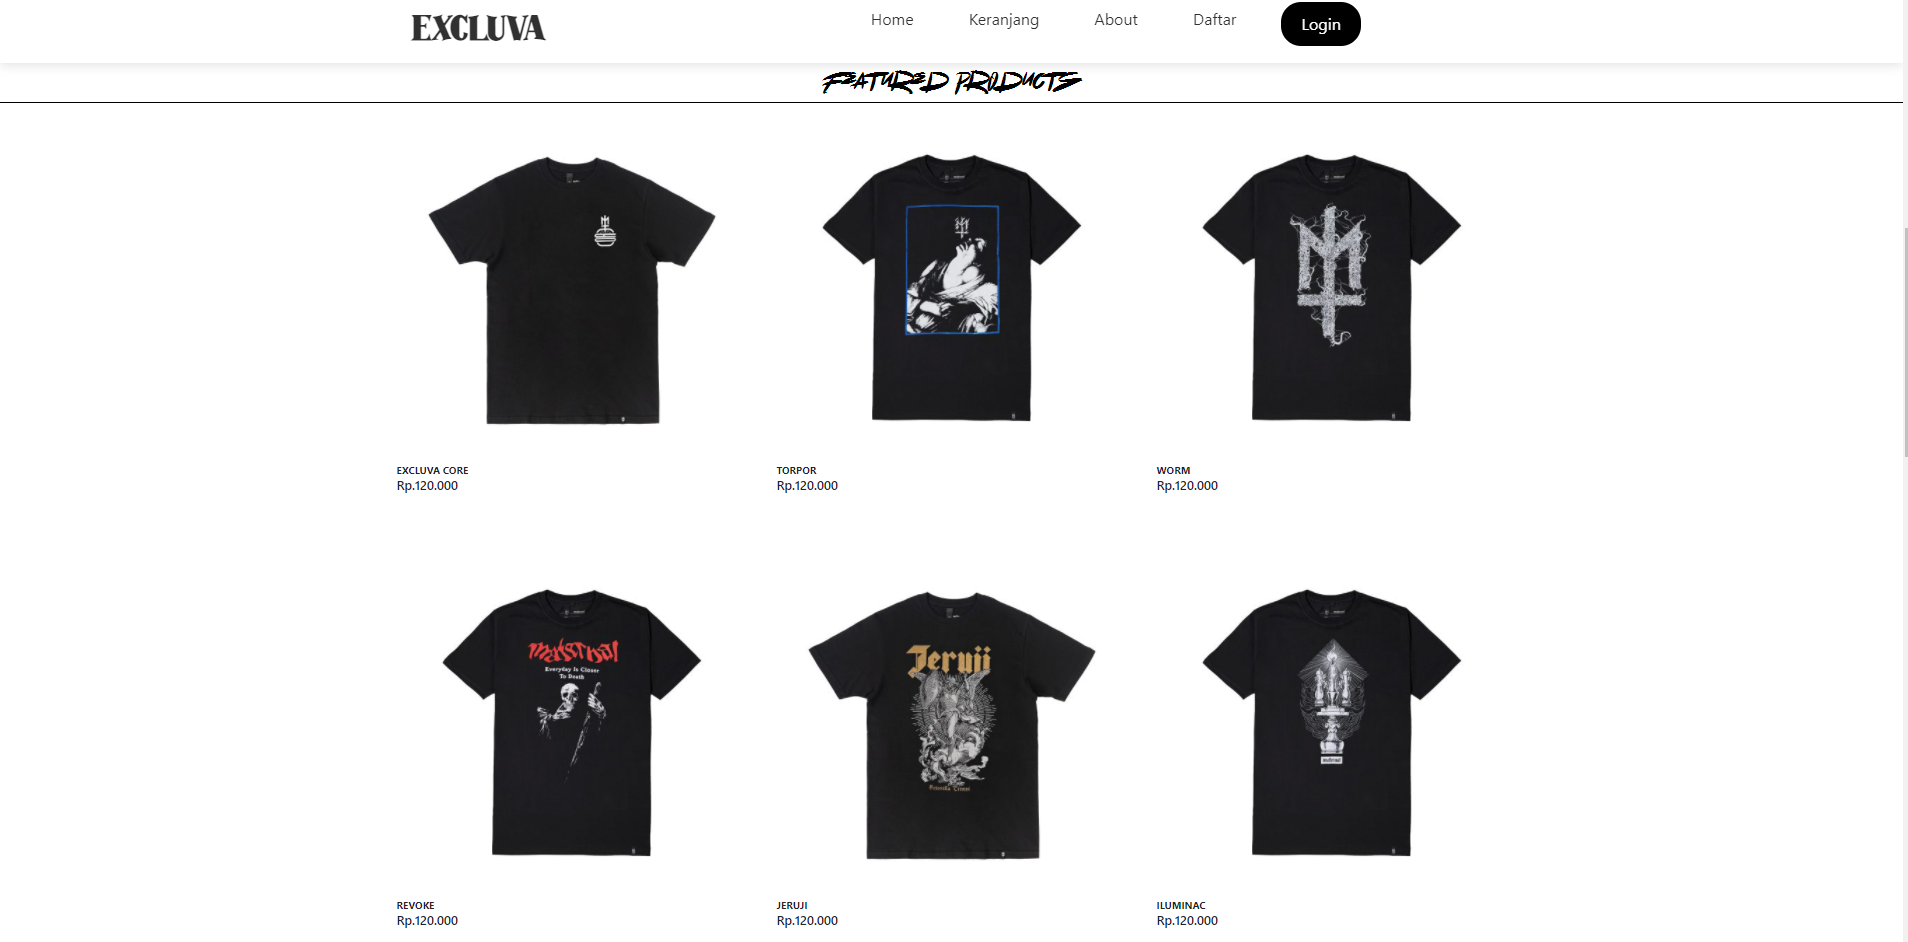 EXCLUVA
Home Keranjang About Daftar Login
FEATURED PRODUCTS
EXCLUVA CORE
Rp.120.000
TORPOR
Rp.120.000
WORM
Rp.120.000
maternal
Everyday Is Closer
To Death
Jeruji
REVOKE
Rp.120.000
JERUJI
Rp.120.000
ILUMINAC
Rp.120.000